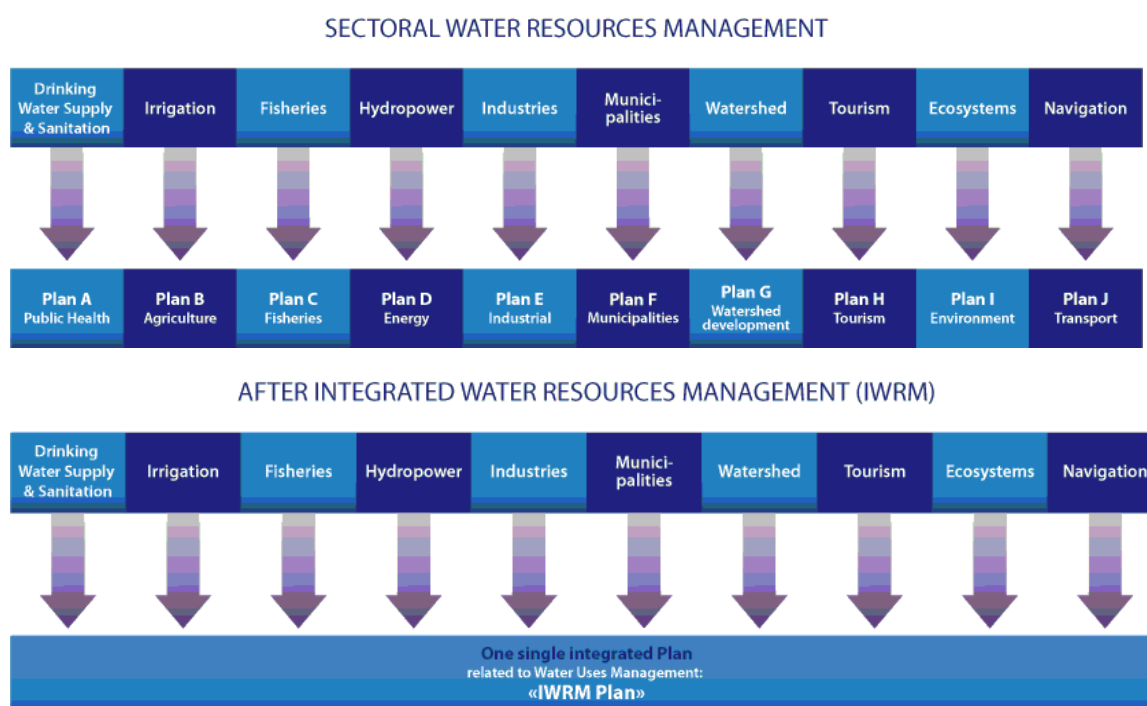 SECTORAL WATER RESOURCES MANAGEMENT
Drinking
Water Supply
& Sanitation
Irrigation
Fisheries
Hydropower
Industries
Munici-
palities
Watershed
Tourism
Ecosystems
Navigation
Plan A
Public Health
Plan B
Agriculture
Plan C
Fisheries
Plan D
Energy
Plan E
Industrial
Plan F
Municipalities
Plan G
Watershed
development
Plan H
Tourism
Plan I
Environment
Plan J
Transport
AFTER INTEGRATED WATER RESOURCES MANAGEMENT (IWRM)
Drinking
Water Supply
& Sanitation
Irrigation
Fisheries
Hydropower
Industries
Munici-
palities
Watershed
Tourism
Ecosystems
Navigation
One single integrated Plan
related to Water Uses Management:
«IWRM Plan»